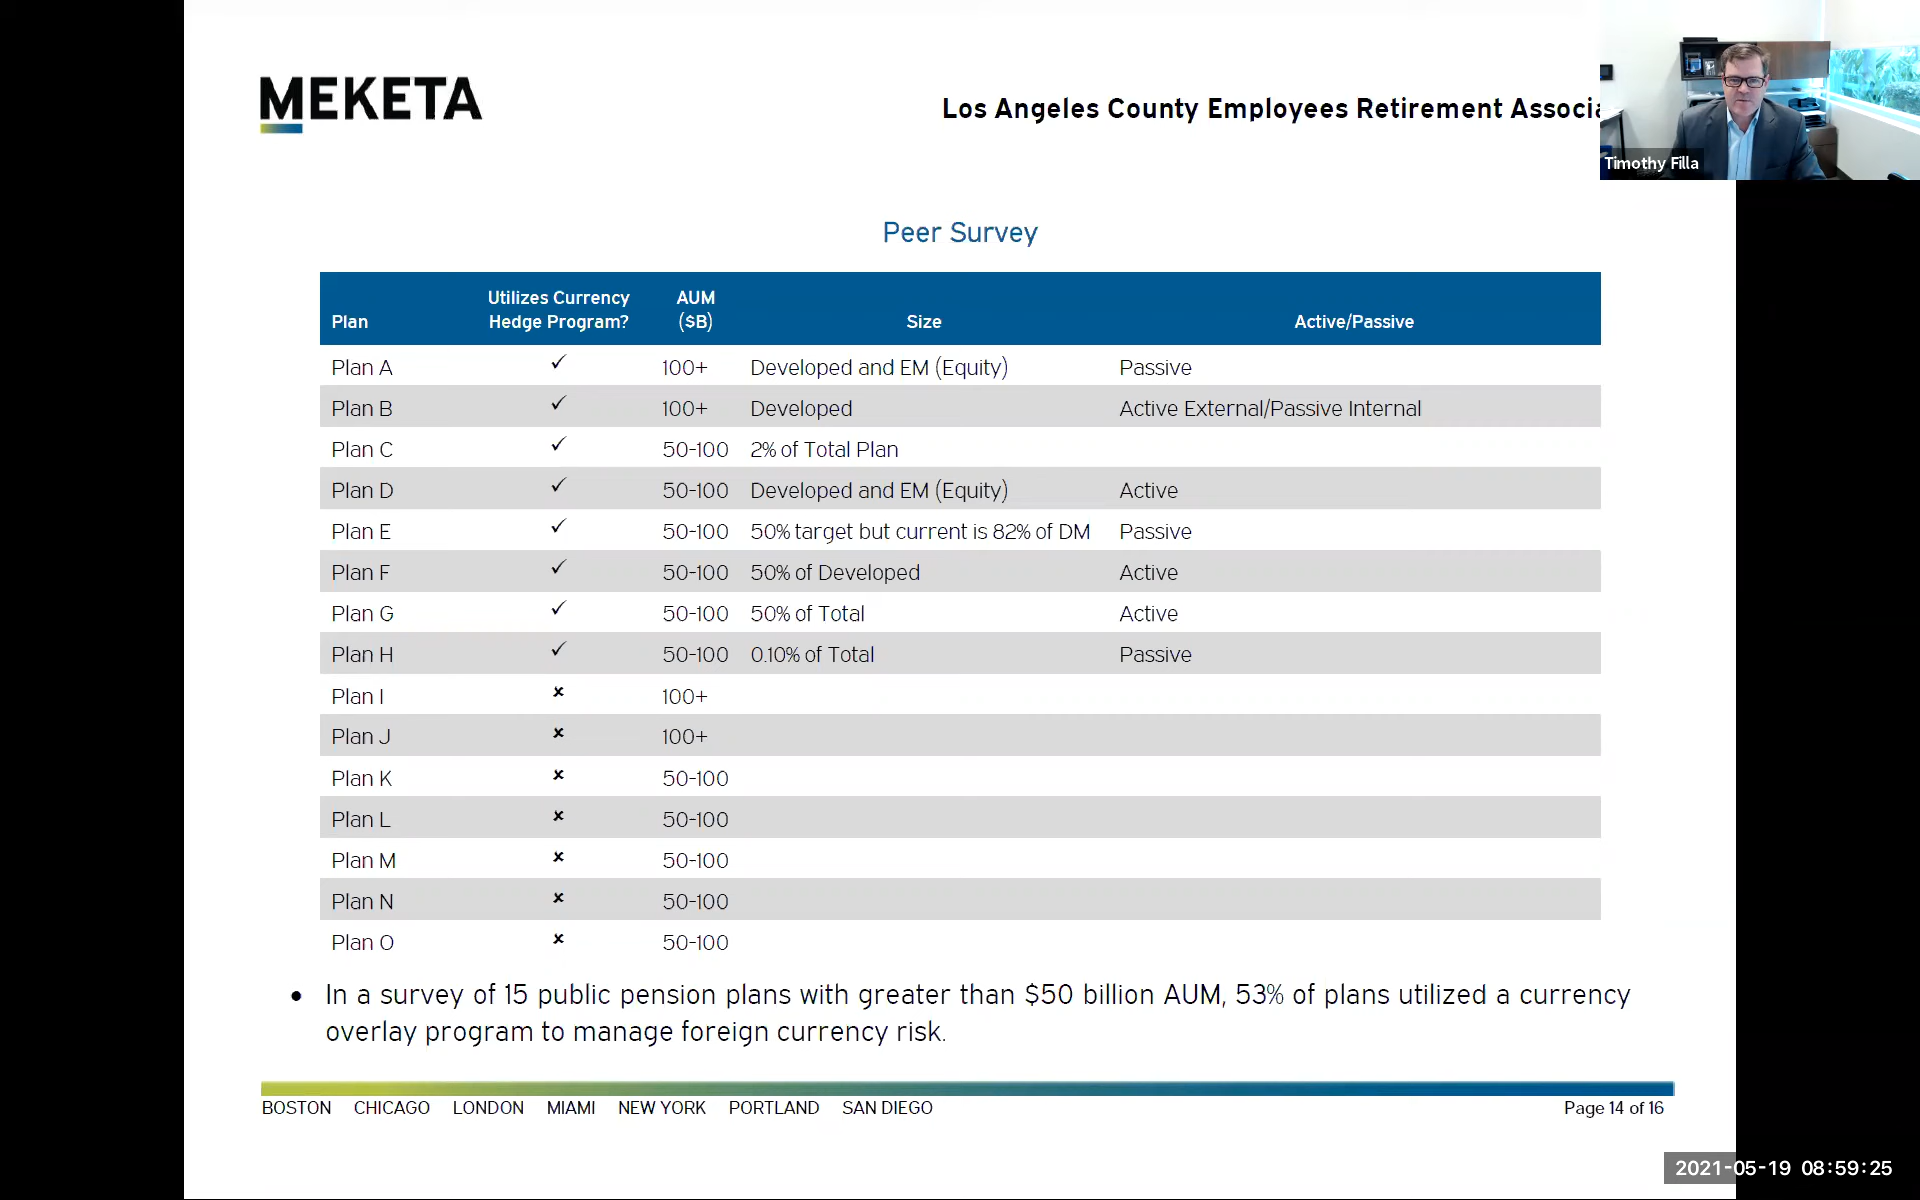 MEKETA
Los Angeles County Employees Retirement Associa
Timothy Filla
Peer Survey
Plan Utilizes Currency Hedge Program? AUM ($B) Size Active/Passive
Plan A ✓ 100+ Developed and EM (Equity) Passive
Plan B ✓ 100+ Developed Active External/Passive Internal
Plan C ✓ 50-100 2% of Total Plan
Plan D ✓ 50-100 Developed and EM (Equity) Active
Plan E ✓ 50-100 50% target but current is 82% of DM Passive
Plan F ✓ 50-100 50% of Developed Active
Plan G ✓ 50-100 50% of Total Active
Plan H ✓ 50-100 0.10% of Total Passive
Plan I × 100+
Plan J × 100+
Plan K × 50-100
Plan L × 50-100
Plan M × 50-100
Plan N × 50-100
Plan O × 50-100
• In a survey of 15 public pension plans with greater than $50 billion AUM, 53% of plans utilized a currency
overlay program to manage foreign currency risk.
BOSTON CHICAGO LONDON MIAMI NEW YORK PORTLAND SAN DIEGO
Page 14 of 16
2021-05-19 08:59:25